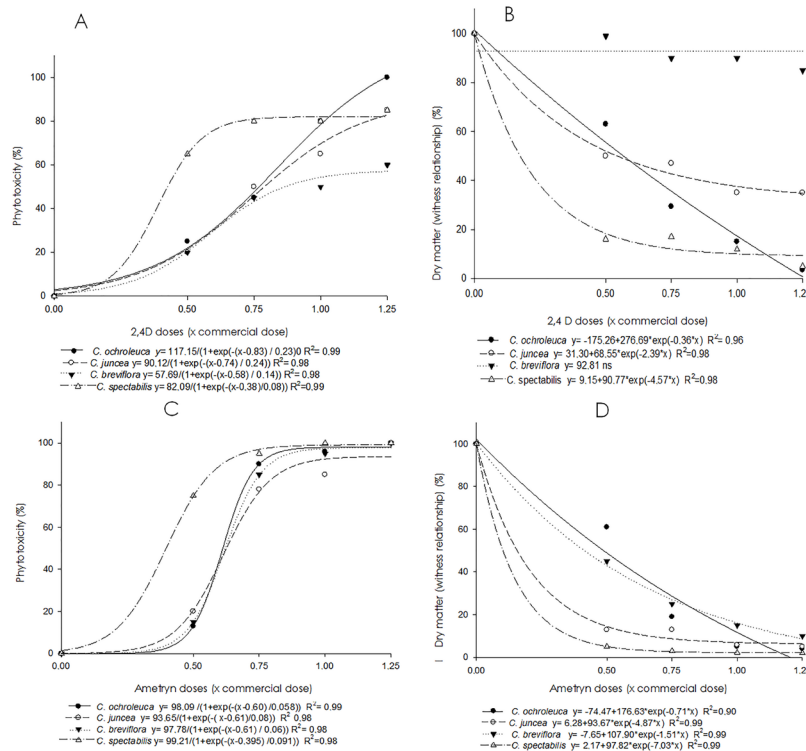 A
100
80
60
40
20
0
Phytotoxicity (%)
0.00
0.50
0.75
1.00
1.25
2,4D doses (x commercial dose)
C. ochroleuca y= 117.15/(1+exp(-(x-0.83) / 0.23)0 R²= 0.99
C. juncea y= 90.12/(1+exp(-(x-0.74) / 0.24)) R²= 0.98
C. breviflora y= 57.69/(1+exp(-(x-0.58) / 0.14)) R²= 0.98
C. spectabilis y= 82.09/(1+exp(-(x-0.38)/0.08)) R²=0.99
B
100
80
60
40
20
0
Dry matter (witness relationship) (%)
0.00
0.50
0.75
1.00
1.2
2,4 D doses (x commercial dose)
C. ochroleuca y= -175.26+276.69*exp(-0.36*x) R²= 0.96
C. juncea y= 31.30+68.55*exp(-2.39*x) R²=0.98
C. breviflora y= 92,81 ns
C. spectabilis y= 9.15+90.77*exp(-4.57*x) R²=0.98
C
100
80
60
40
20
0
Phytotoxicity (%)
0.00
0.50
0.75
1.00
1.25
Ametryn doses (x commercial dose)
C. ochroleuca y= 98.09 /(1+exp(-(x-0.60) /0.058)) R²= 0.99
C. juncea y= 93.65/(1+exp(-( x-0.61)/0.08)) R² 0.98
C. breviflora y= 97.78/(1+exp(-(x-0.61) / 0.06)) R²= 0.98
C. spectabilis y= 99.21/(1+exp(-(x-0.395) /0.091)) R²=0.98
D
100
80
60
40
20
0
Dry matter (witness relationship) (%)
0.00
0.50
0.75
1.00
1.2
Ametryn doses (x commercial dose)
C. ochroleuca y= -74.47+176.63*exp(-0.71*x) R²=0.90
C. juncea y= 6.28+93.67*exp(-4.87*x) R²=0.99
C. breviflora y= -7.65+107.90*exp(-1.51*x) R²=0.99
C. spectabilis y= 2.17+97.82*exp(-7.03*x) R²=0.99